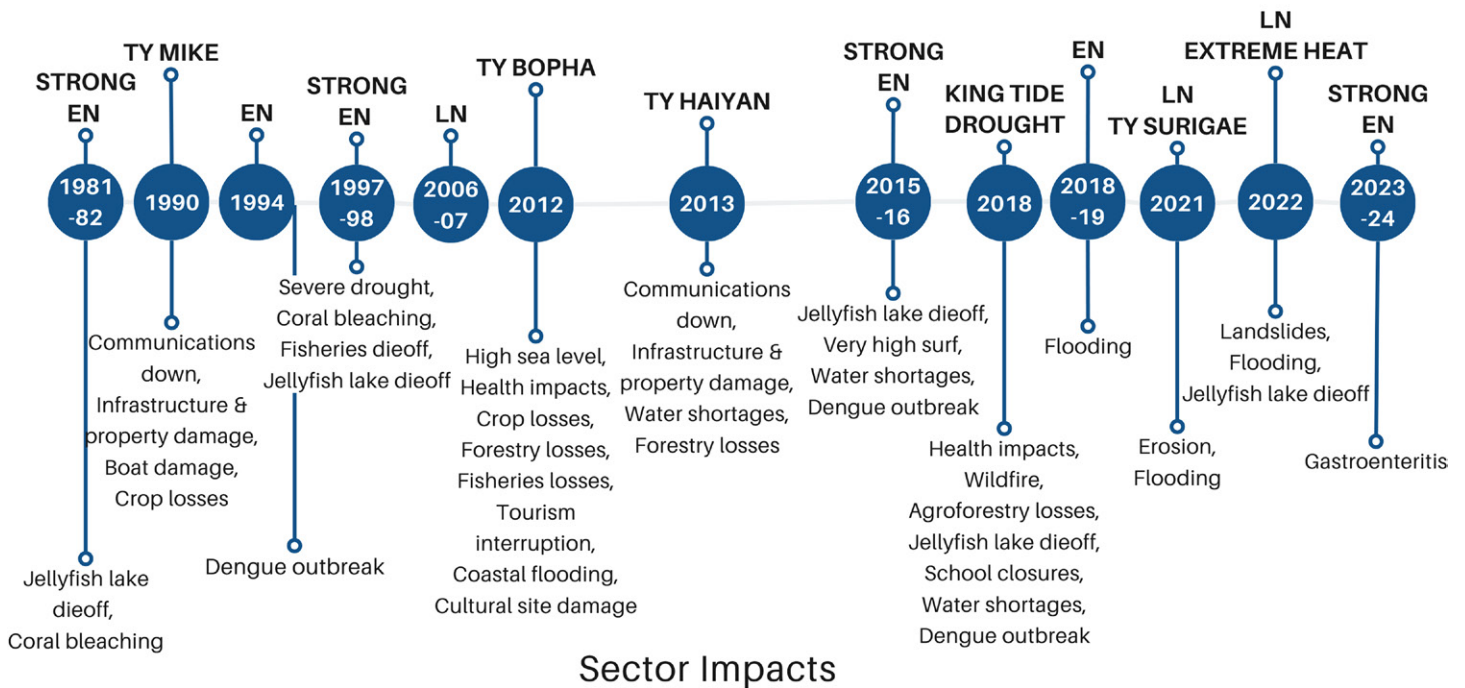 STRONG
EN
1981
-82
Jellyfish lake
dieoff,
Coral bleaching
TY MIKE
1990
Communications
down,
Infrastructure &
property damage,
Boat damage,
Crop losses
EN
1994
Dengue outbreak
STRONG
EN
1997
-98
Severe drought,
Coral bleaching,
Fisheries dieoff,
Jellyfish lake dieoff
LN
2006
-07
TY BOPHA
2012
High sea level,
Health impacts,
Crop losses,
Forestry losses,
Fisheries losses,
Tourism
interruption,
Coastal flooding,
Cultural site damage
TY HAIYAN
2013
Communications
down,
Infrastructure &
property damage,
Water shortages,
Forestry losses
STRONG
EN
2015
-16
Jellyfish lake dieoff,
Very high surf,
Water shortages,
Dengue outbreak
KING TIDE
DROUGHT
2018
Health impacts,
Wildfire,
Agroforestry losses,
Jellyfish lake dieoff,
School closures,
Water shortages,
Dengue outbreak
EN
2018
-19
Flooding
LN
TY SURIGAE
2021
Erosion,
Flooding
LN
EXTREME HEAT
2022
Landslides,
Flooding,
Jellyfish lake dieoff
STRONG
EN
2023
-24
Gastroenteritis
Sector Impacts